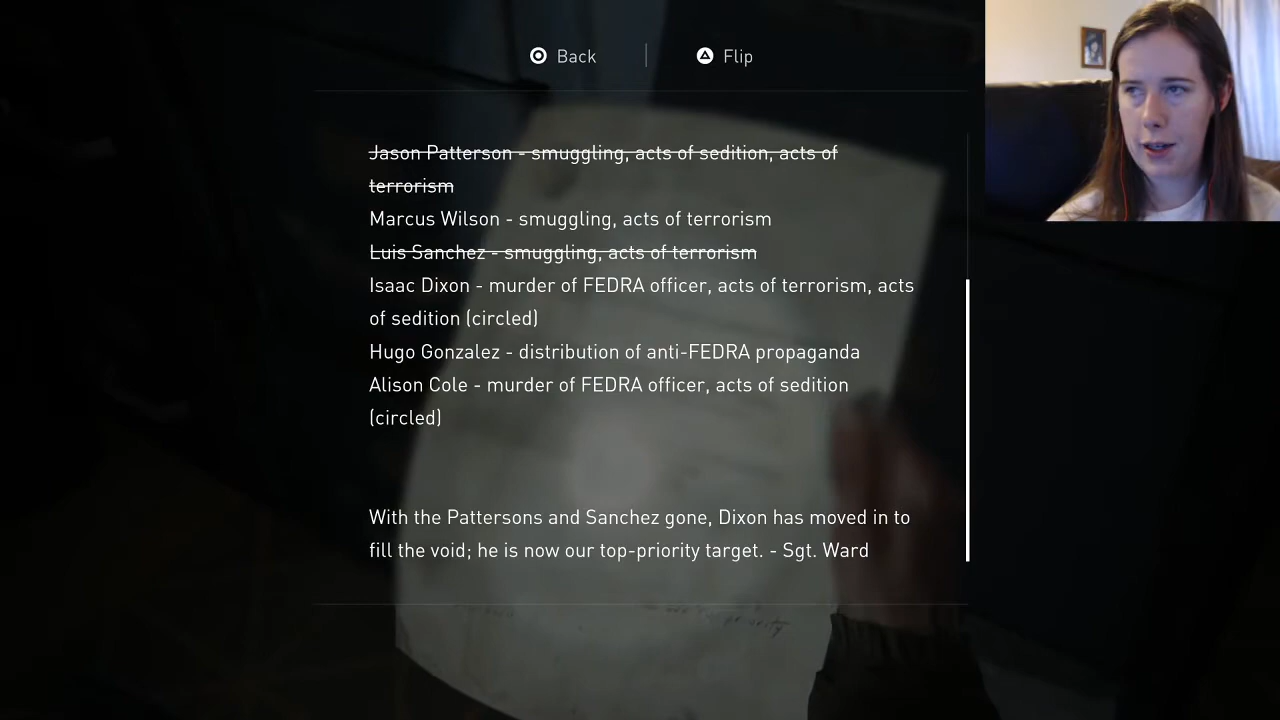 Back | Flip
Jason Patterson - smuggling, acts of sedition, acts of
terrorism
Marcus Wilson - smuggling, acts of terrorism
Luis Sanchez - smuggling, acts of terrorism
Isaac Dixon - murder of FEDRA officer, acts of terrorism, acts
of sedition (circled)
Hugo Gonzalez - distribution of anti-FEDRA propaganda
Alison Cole - murder of FEDRA officer, acts of sedition
(circled)
With the Pattersons and Sanchez gone, Dixon has moved in to
fill the void; he is now our top-priority target. - Sgt. Ward